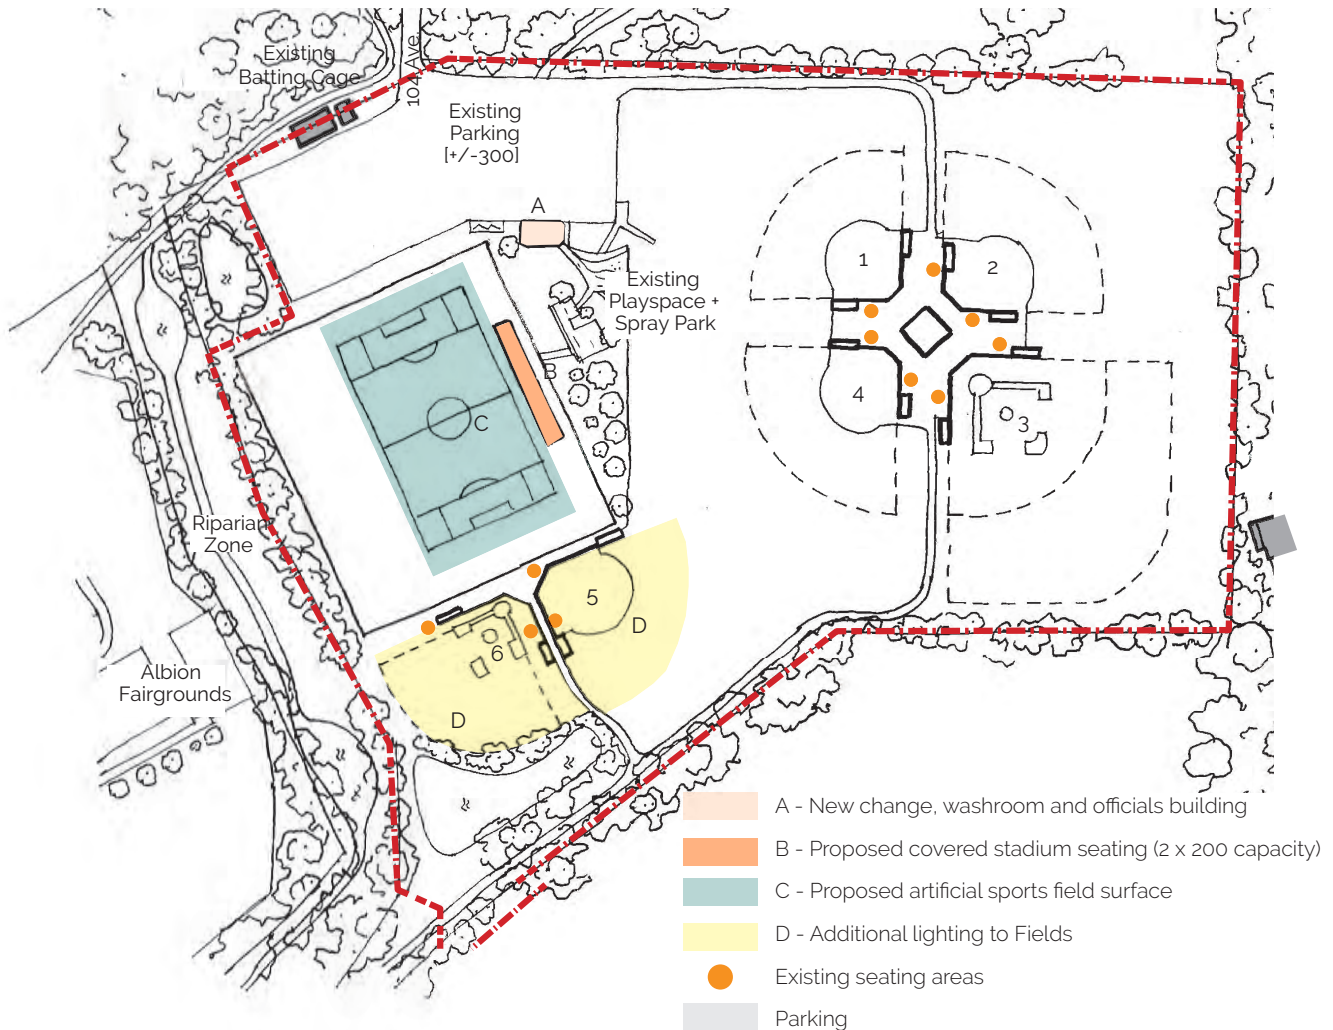 Existing
Batting Cage
104 Ave.
Existing
Parking
[+/-300]
A
Existing
Playspace +
Spray Park
1
2
B
C
4
3
Riparian
Zone
5
D
6
Albion
Fairgrounds
D
A - New change, washroom and officials building
B - Proposed covered stadium seating (2 x 200 capacity)
C - Proposed artificial sports field surface
D - Additional lighting to Fields
Existing seating areas
Parking